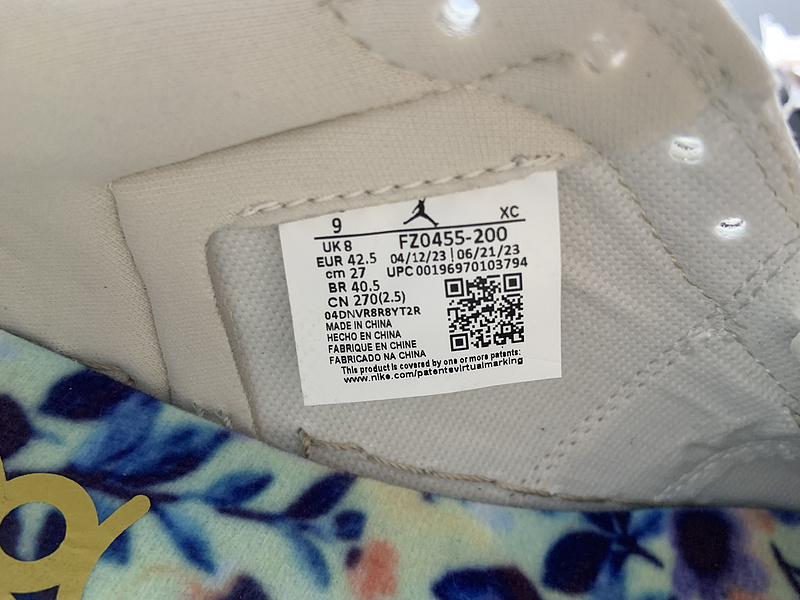 9 XC
UK 8 FZ0455-200
EUR 42.5 04/12/23 | 06/21/23
cm 27 UPC 00196970103794
BR 40.5
CN 270(2.5)
04DNVR8R8YT2R
MADE IN CHINA
HECHO EN CHINA
FABRIQUE EN CHINE
FABRICADO NA CHINA
This product is covered by one or more patents:
www.nike.com/patentsvirtualmarking